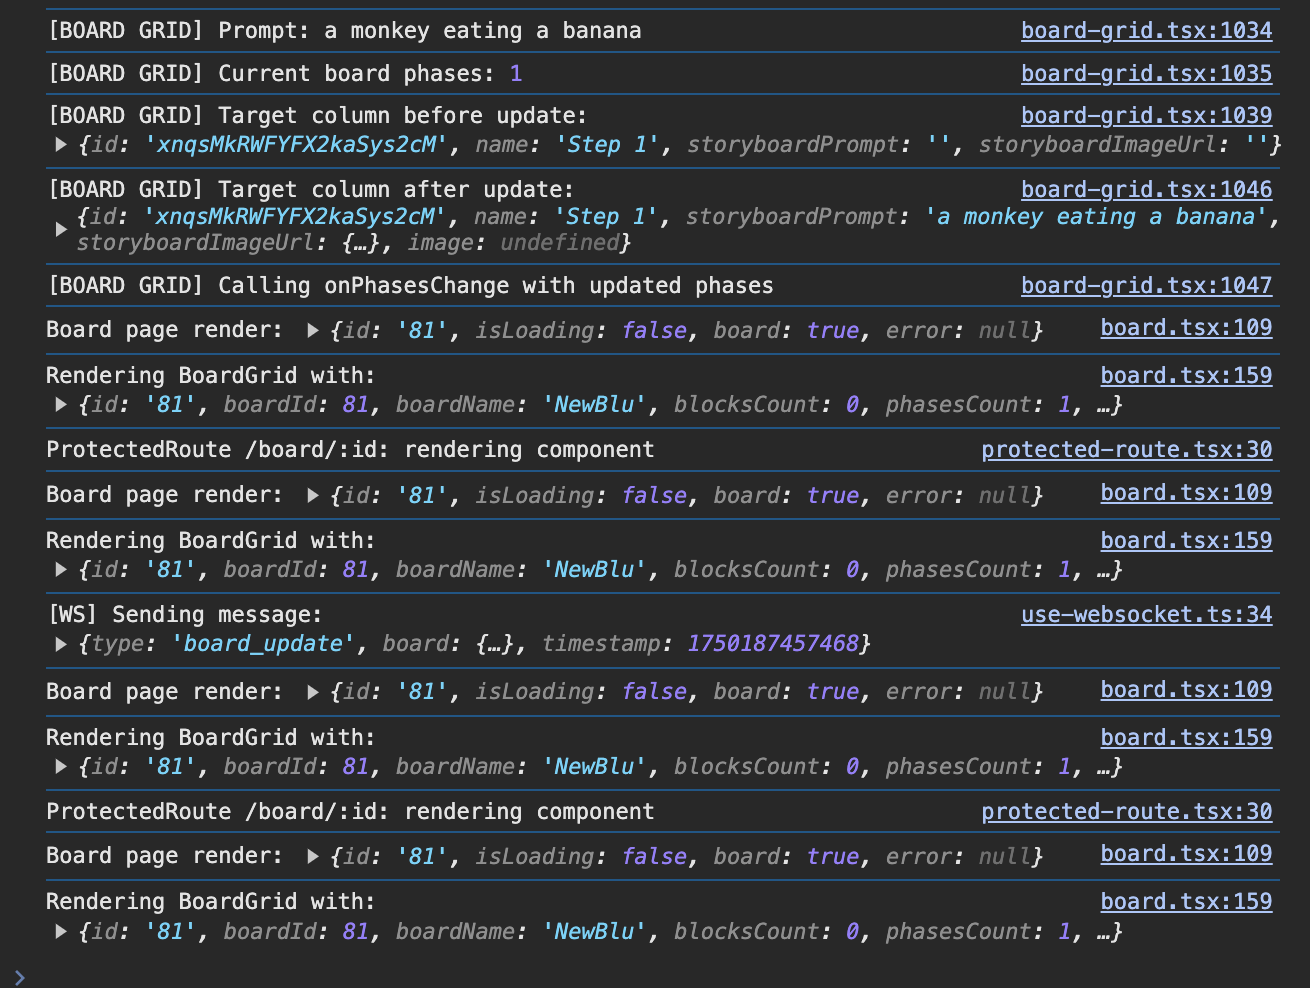 [BOARD GRID] Prompt: a monkey eating a banana board-grid.tsx:1034
[BOARD GRID] Current board phases: 1 board-grid.tsx:1035
[BOARD GRID] Target column before update: board-grid.tsx:1039
{id: 'xnqsMkRWFYFX2kaSys2cM', name: 'Step 1', storyboardPrompt: '', storyboardImageUrl: ''}
[BOARD GRID] Target column after update: board-grid.tsx:1046
{id: 'xnqsMkRWFYFX2kaSys2cM', name: 'Step 1', storyboardPrompt: 'a monkey eating a banana',
storyboardImageUrl: {…}, image: undefined}
[BOARD GRID] Calling onPhasesChange with updated phases board-grid.tsx:1047
Board page render: {id: '81', isLoading: false, board: true, error: null} board.tsx:109
Rendering BoardGrid with: board.tsx:159
{id: '81', boardId: 81, boardName: 'NewBlu', blocksCount: 0, phasesCount: 1, …}
ProtectedRoute /board/:id: rendering component protected-route.tsx:30
Board page render: {id: '81', isLoading: false, board: true, error: null} board.tsx:109
Rendering BoardGrid with: board.tsx:159
{id: '81', boardId: 81, boardName: 'NewBlu', blocksCount: 0, phasesCount: 1, …}
[WS] Sending message: use-websocket.ts:34
{type: 'board_update', board: {…}, timestamp: 1750187457468}
Board page render: {id: '81', isLoading: false, board: true, error: null} board.tsx:109
Rendering BoardGrid with: board.tsx:159
{id: '81', boardId: 81, boardName: 'NewBlu', blocksCount: 0, phasesCount: 1, …}
ProtectedRoute /board/:id: rendering component protected-route.tsx:30
Board page render: {id: '81', isLoading: false, board: true, error: null} board.tsx:109
Rendering BoardGrid with: board.tsx:159
{id: '81', boardId: 81, boardName: 'NewBlu', blocksCount: 0, phasesCount: 1, …}